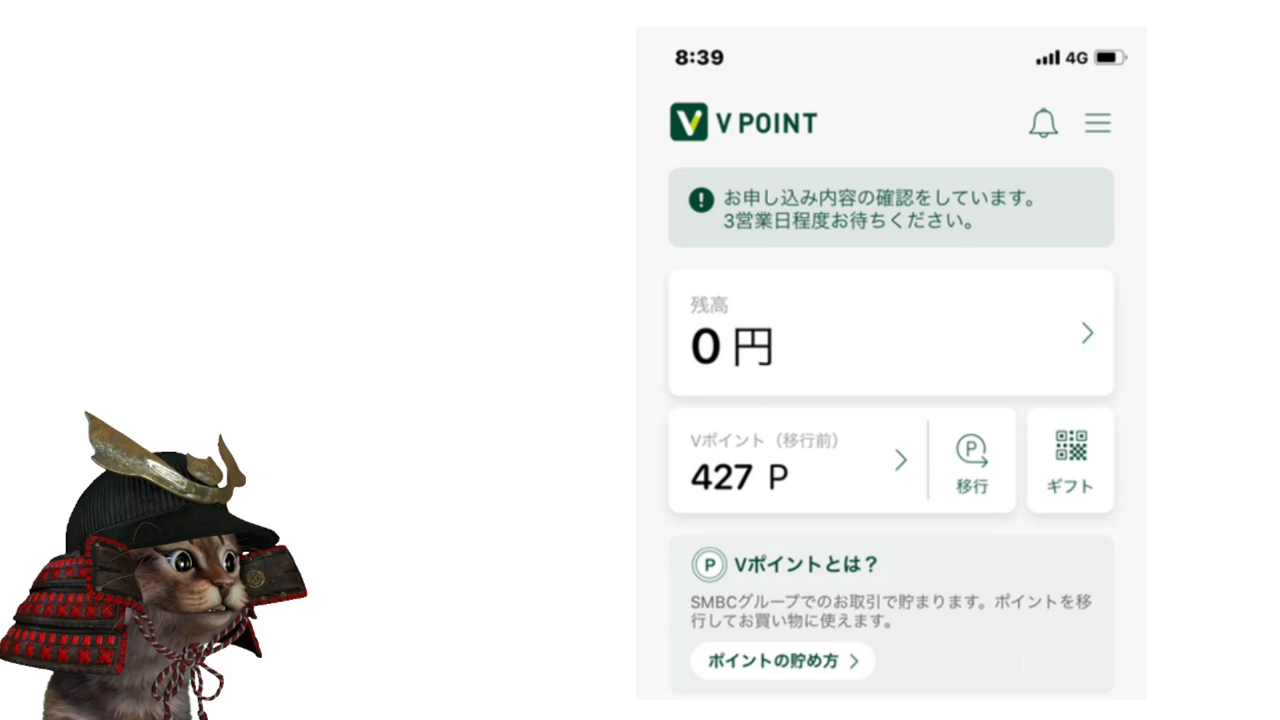 8:39
4G
V POINT
お申し込み内容の確認をしています。
3営業日程度お待ちください。
残高
0 円
Vポイント（移行前）
427 P
P
移行
ギフト
P Vポイントとは？
SMBCグループでのお取引で貯まります。ポイントを移
行してお買い物に使えます。
ポイントの貯め方